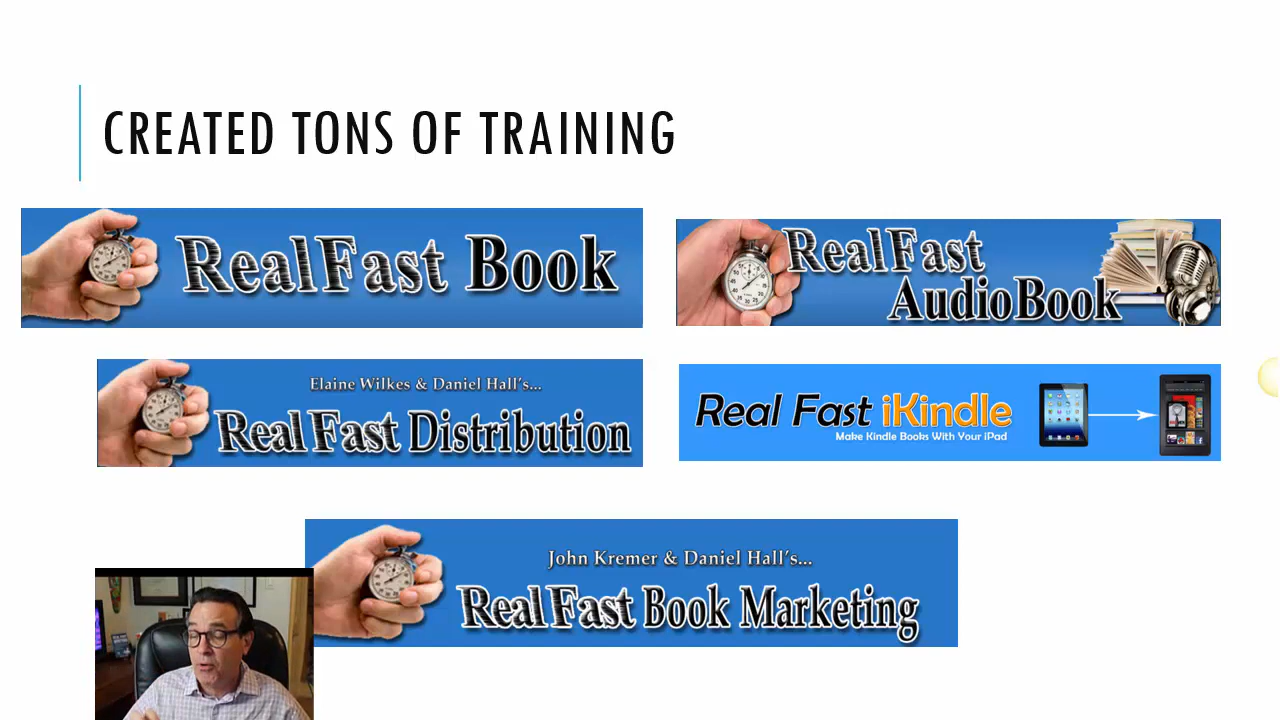 CREATED TONS OF TRAINING
RealFast Book
RealFast
AudioBook
Elaine Wilkes & Daniel Hall's...
RealFast Distribution
Real Fast iKindle
Make Kindle Books With Your iPad
John Kremer & Daniel Hall's...
RealFast Book Marketing